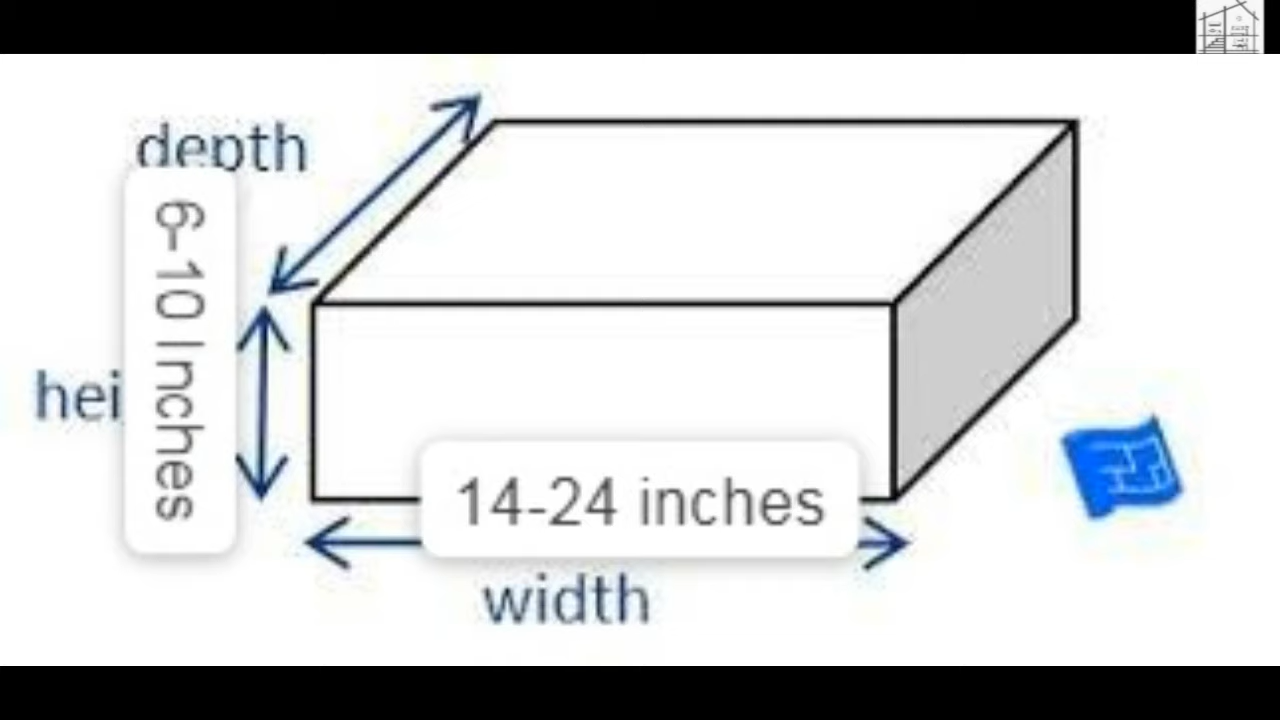 depth
6-10 Inches
hei
14-24 inches
width